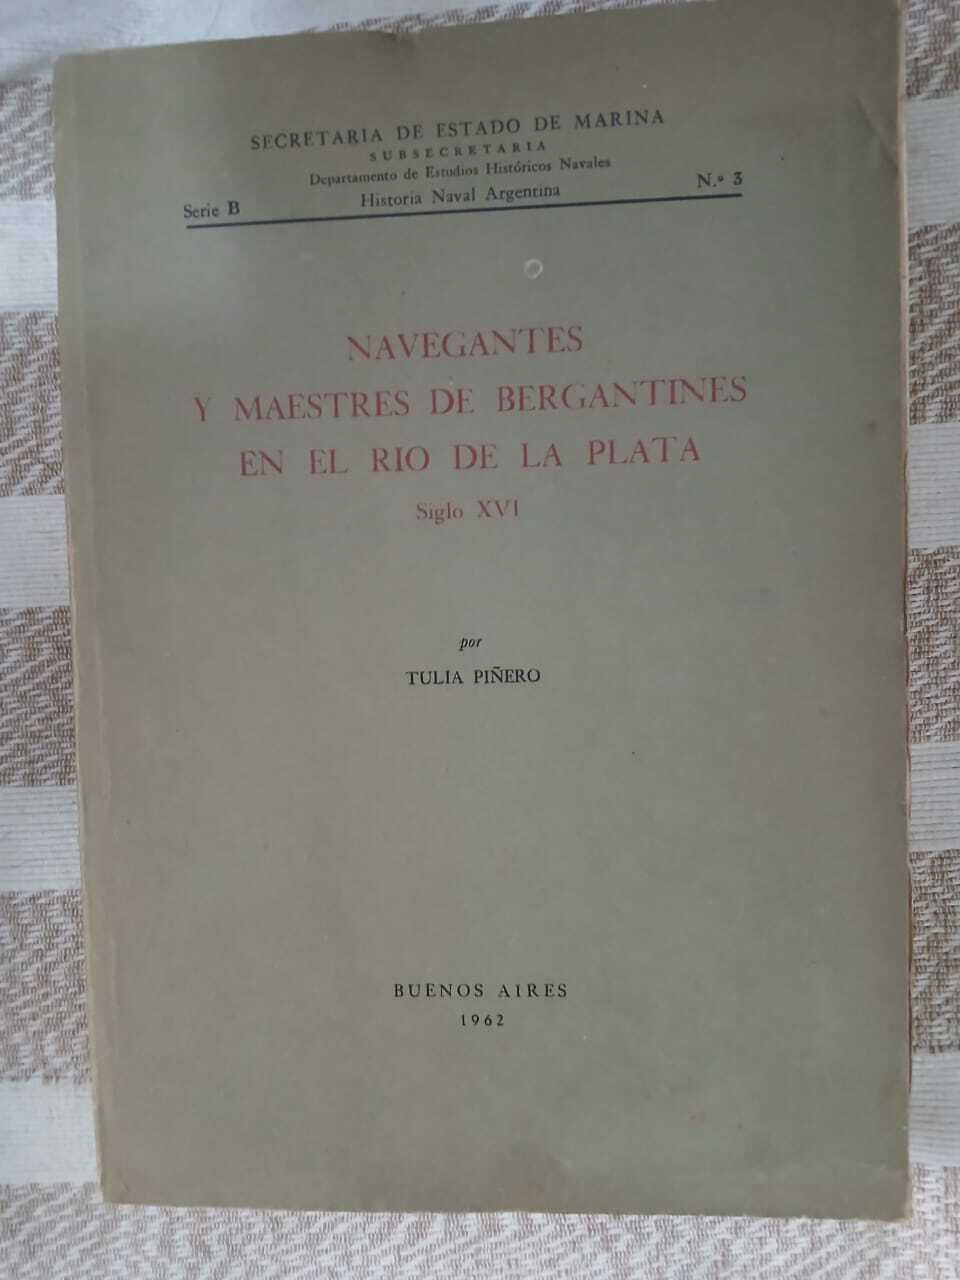 SECRETARIA DE ESTADO DE MARINA
SUBSECRETARIA
Departamento de Estudios Históricos Navales
Serie B Historia Naval Argentina N.º 3
NAVEGANTES
Y MAESTRES DE BERGANTINES
EN EL RIO DE LA PLATA
Siglo XVI
por
TULIA PIÑERO
BUENOS AIRES
1962